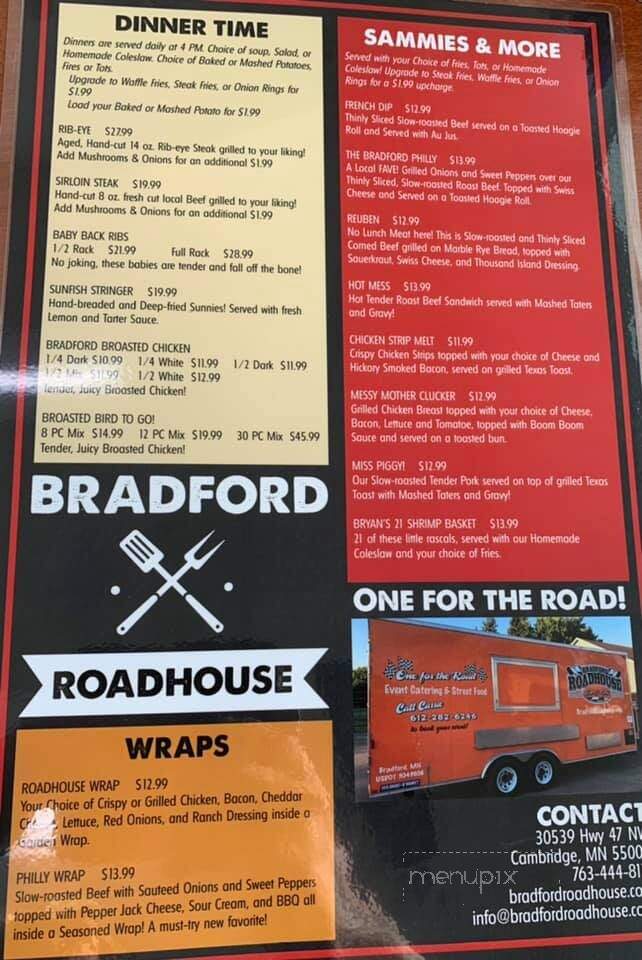 DINNER TIME
Dinners are served daily at 4 PM. Choice of soup, Salad, or
Homemade Coleslaw. Choice of Baked or Mashed Potatoes,
Fires or Tots.
Upgrade to Waffle Fries, Steak Fries, or Onion Rings for
$1.99
Load your Baked or Mashed Potato for $1.99
RIB-EYE $27.99
Aged, Hand-cut 14 oz. Rib-eye Steak grilled to your liking!
Add Mushrooms & Onions for an additional $1.99
SIRLOIN STEAK $19.99
Hand-cut 8 oz. fresh cut local Beef grilled to your liking!
Add Mushrooms & Onions for an additional $1.99
BABY BACK RIBS
1/2 Rack $21.99 Full Rack $28.99
No joking, these babies are tender and fall off the bone!
SUNFISH STRINGER $19.99
Hand-breaded and Deep-fried Sunnies! Served with fresh
Lemon and Tarter Sauce.
BRADFORD BROASTED CHICKEN
1/4 Dark $10.99 1/4 White $11.99 1/2 Dark $11.99
1/2 Mix $11.99 1/2 White $12.99
Tender, Juicy Broasted Chicken!
BROASTED BIRD TO GO!
8 PC Mix $14.99 12 PC Mix $19.99 30 PC Mix $45.99
Tender, Juicy Broasted Chicken!
BRADFORD
ROADHOUSE
WRAPS
ROADHOUSE WRAP $12.99
Your Choice of Crispy or Grilled Chicken, Bacon, Cheddar
Lettuce, Red Onions, and Ranch Dressing inside a
Garden Wrap.
PHILLY WRAP $13.99
Slow-roasted Beef with Sauteed Onions and Sweet Peppers
topped with Pepper Jack Cheese, Sour Cream, and BBQ all
inside a Seasoned Wrap! A must-try new favorite!
SAMMIES & MORE
Served with your Choice of Fries, Tots, or Homemade
Coleslaw! Upgrade to Steak Fries, Waffle Fries, or Onion
Rings for a $1.99 upcharge.
FRENCH DIP $12.99
Thinly Sliced Slow-roasted Beef served on a Toasted Hoagie
Roll and Served with Au Jus.
THE BRADFORD PHILLY $13.99
A Local FAVE! Grilled Onions and Sweet Peppers over our
Thinly Sliced, Slow-roasted Roast Beef. Topped with Swiss
Cheese and Served on a Toasted Hoagie Roll.
REUBEN $12.99
No Lunch Meat here! This is Slow-roasted and Thinly Sliced
Corned Beef grilled on Marble Rye Bread, topped with
Sauerkraut, Swiss Cheese, and Thousand Island Dressing.
HOT MESS $13.99
Hot Tender Roast Beef Sandwich served with Mashed Taters
and Gravy!
CHICKEN STRIP MELT $11.99
Crispy Chicken Strips topped with your choice of Cheese and
Hickory Smoked Bacon, served on grilled Texas Toast.
MESSY MOTHER CLUCKER $12.99
Grilled Chicken Breast topped with your choice of Cheese,
Bacon, Lettuce and Tomatoe, topped with Boom Boom
Sauce and served on a toasted bun.
MISS PIGGY! $12.99
Our Slow-roasted Tender Pork served on top of grilled Texas
Toast with Mashed Taters and Gravy!
BRYAN'S 21 SHRIMP BASKET $13.99
21 of these little rascals, served with our Homemade
Coleslaw and your choice of Fries.
ONE FOR THE ROAD!
One for the Road
Event Catering & Street Food
Call Carrie
612-282-6246
to book your event!
Bradford, MN
USDOT
ROADHOUSE
CONTACT
30539 Hwy 47 NW
Cambridge, MN 5500
763-444-81
bradfordroadhouse.co
info@bradfordroadhouse.co
menupix